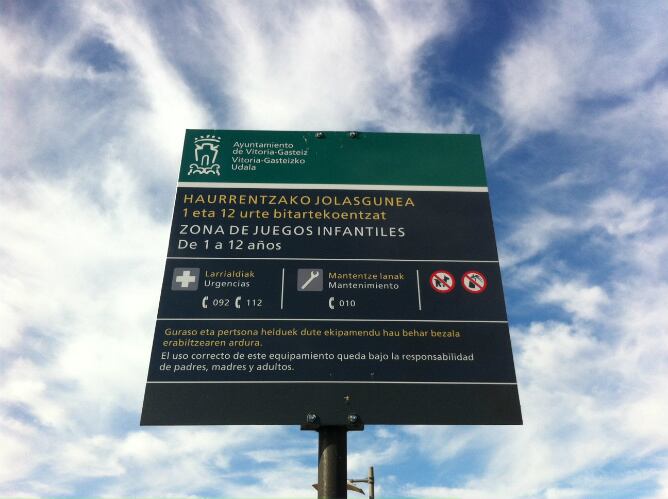 Ayuntamiento
de Vitoria-Gasteiz
Vitoria-Gasteizko
Udala
HAURRENTZAKO JOLASGUNEA
1 eta 12 urte bitartekoentzat
ZONA DE JUEGOS INFANTILES
De 1 a 12 años
Larrialdiak
Urgencias
092 112
Mantentze lanak
Mantenimiento
010
Guraso eta pertsona helduek dute ekipamendu hau behar bezala
erabiltzearen ardura.
El uso correcto de este equipamiento queda bajo la responsabilidad
de padres, madres y adultos.